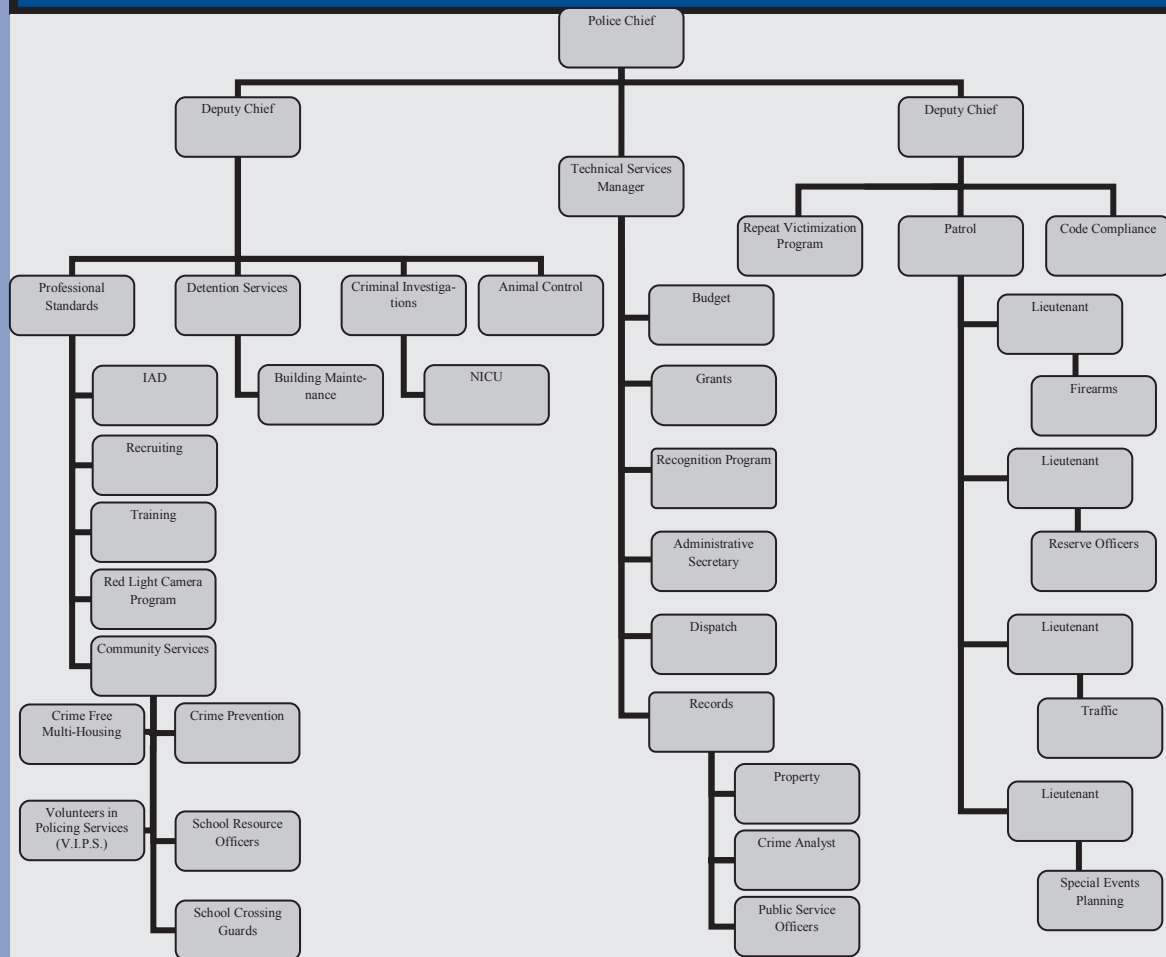 Police Chief
Deputy Chief
Deputy Chief
Technical Services
Manager
Repeat Victimization
Program
Patrol
Code Compliance
Professional
Standards
Detention Services
Criminal Investiga-
tions
Animal Control
Budget
Lieutenant
IAD
Building Mainte-
nance
NICU
Grants
Firearms
Recruiting
Recognition Program
Lieutenant
Training
Administrative
Secretary
Reserve Officers
Red Light Camera
Program
Dispatch
Lieutenant
Community Services
Records
Traffic
Crime Free
Multi-Housing
Crime Prevention
Property
Lieutenant
Volunteers in
Policing Services
(V.I.P.S.)
School Resource
Officers
Crime Analyst
Special Events
Planning
School Crossing
Guards
Public Service
Officers